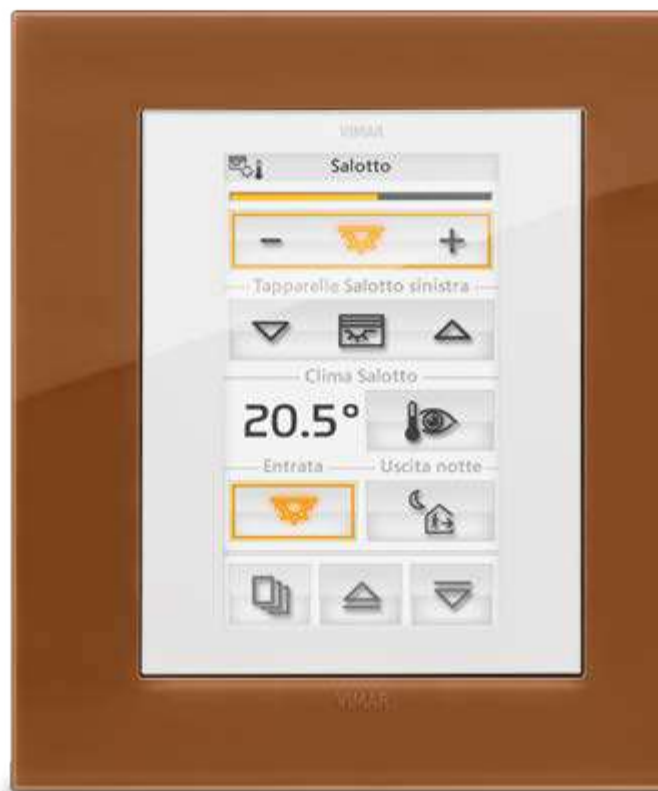 VIMAR
Salotto
- +
Tapparelle Salotto sinistra
Clima Salotto
20.5°
Entrata Uscita notte
VIMAR